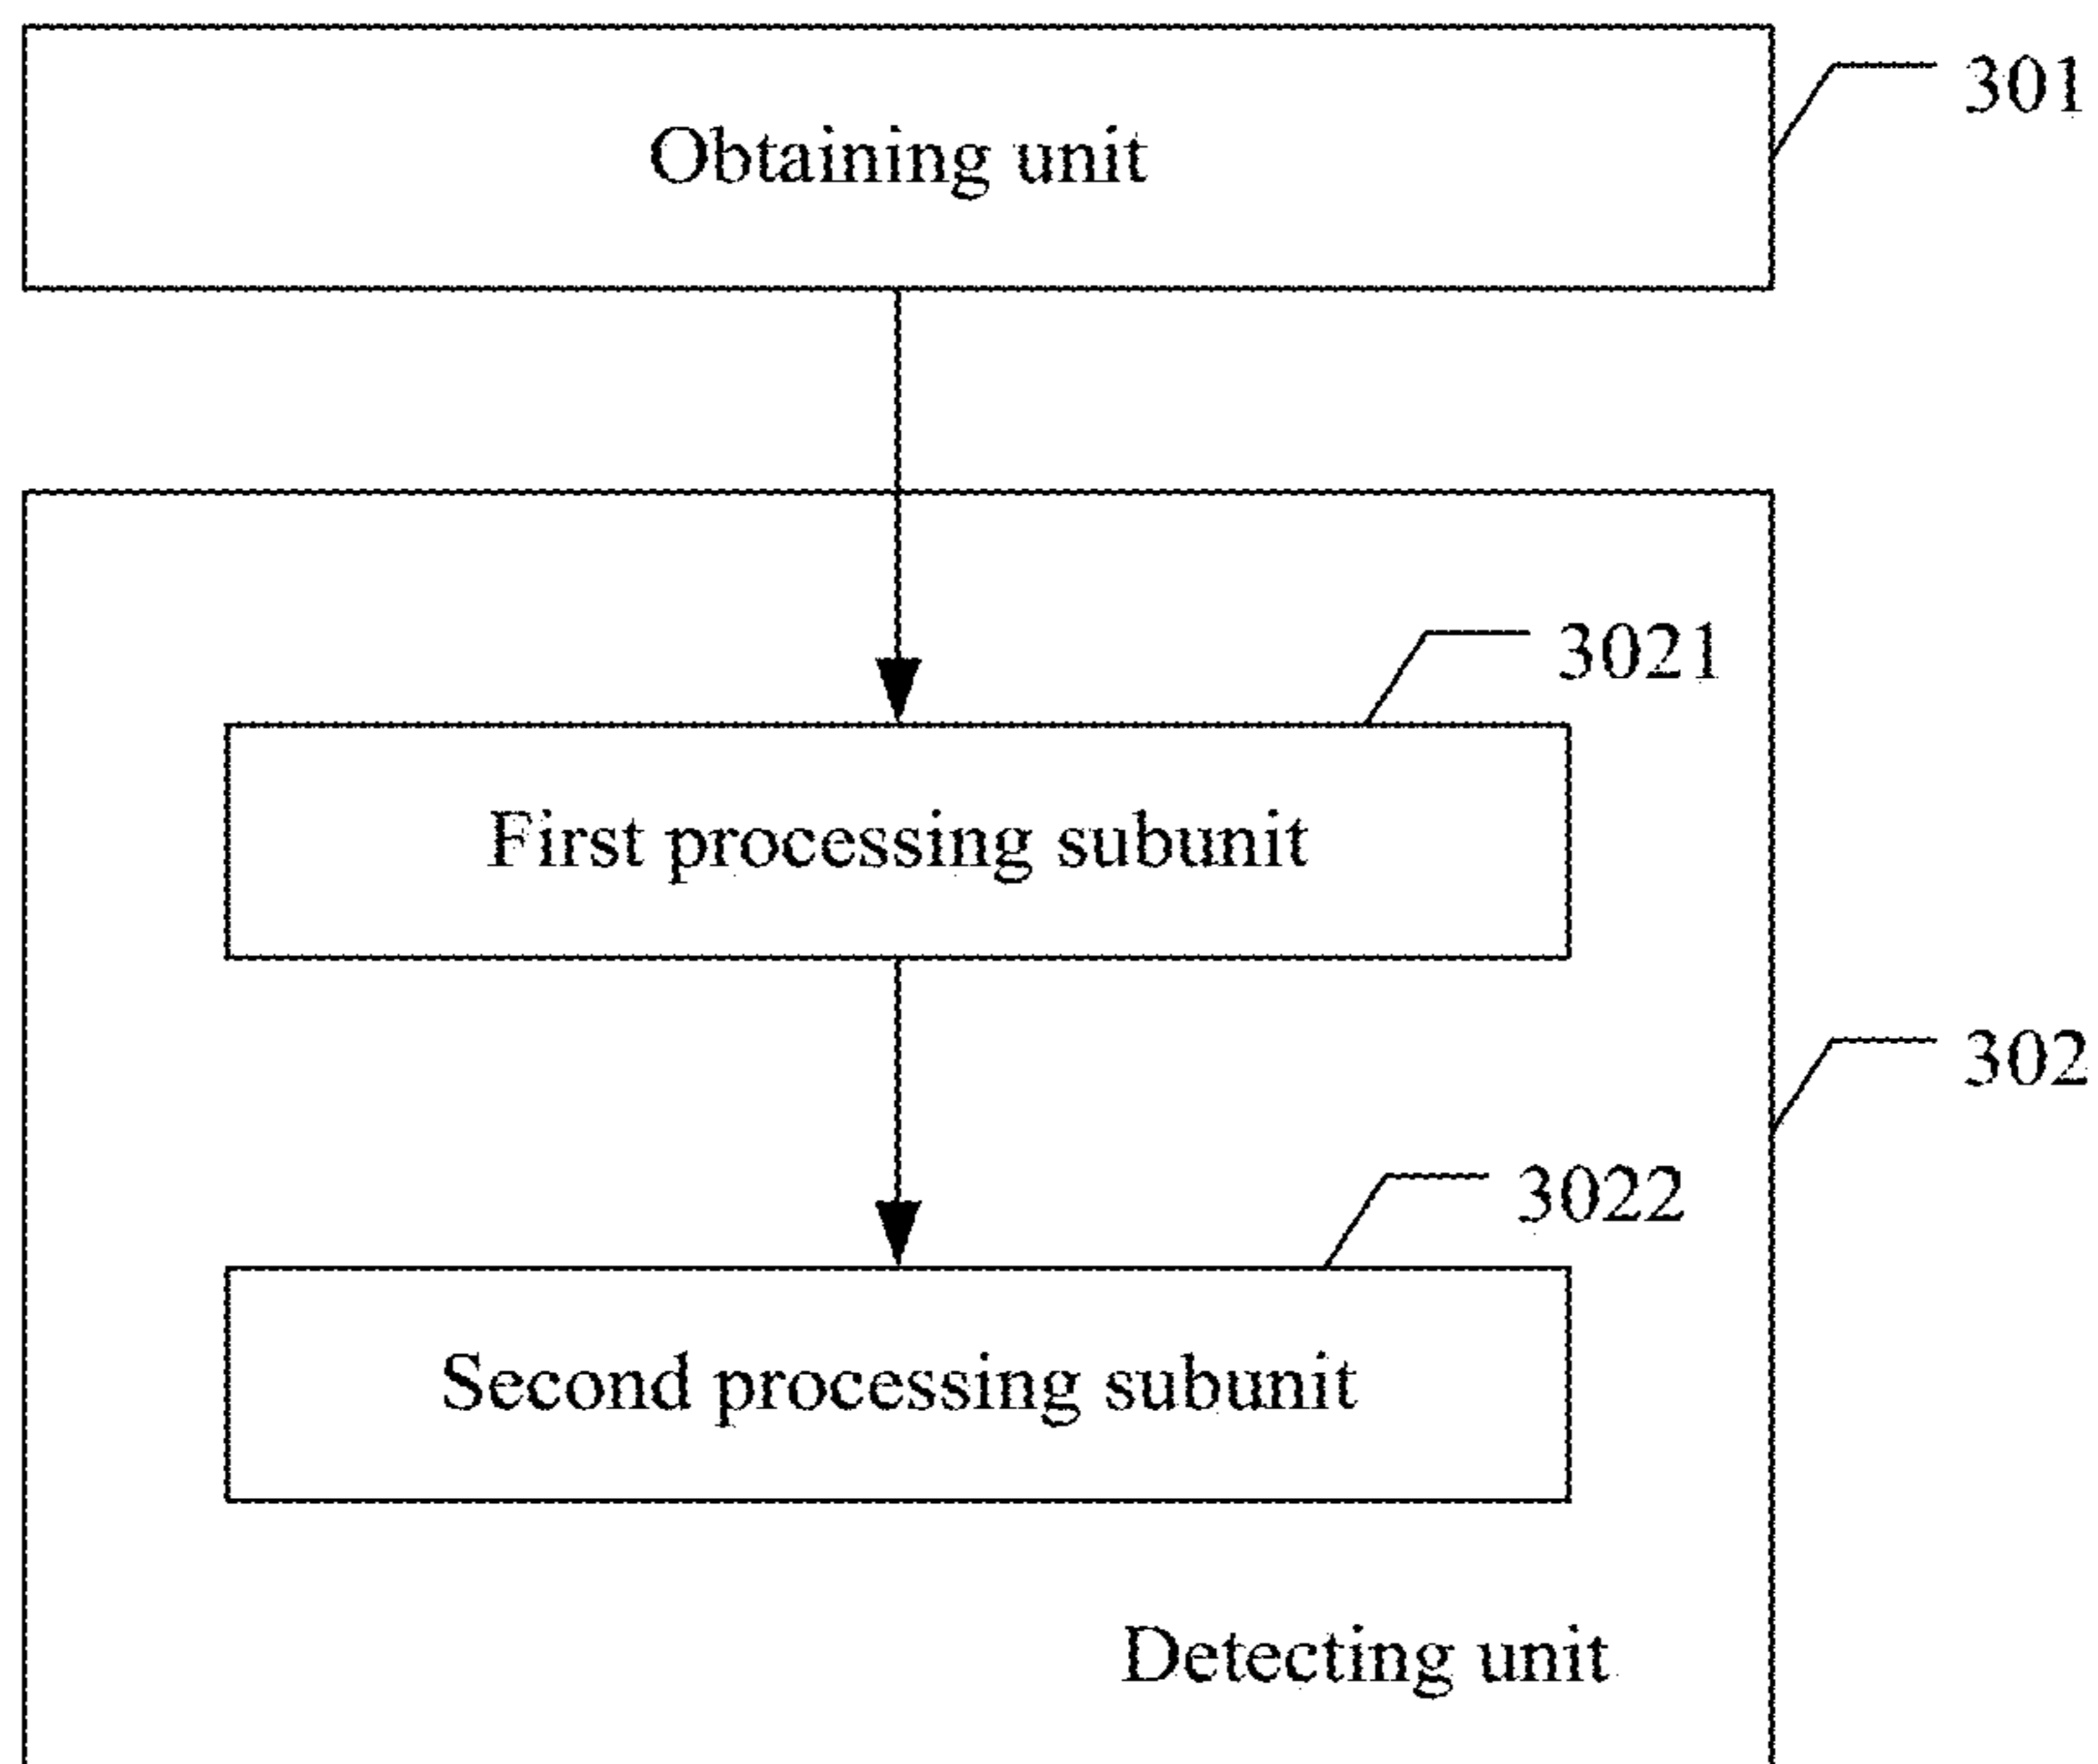 Obtaining unit
301
3021
First processing subunit
302
3022
Second processing subunit
Detecting unit